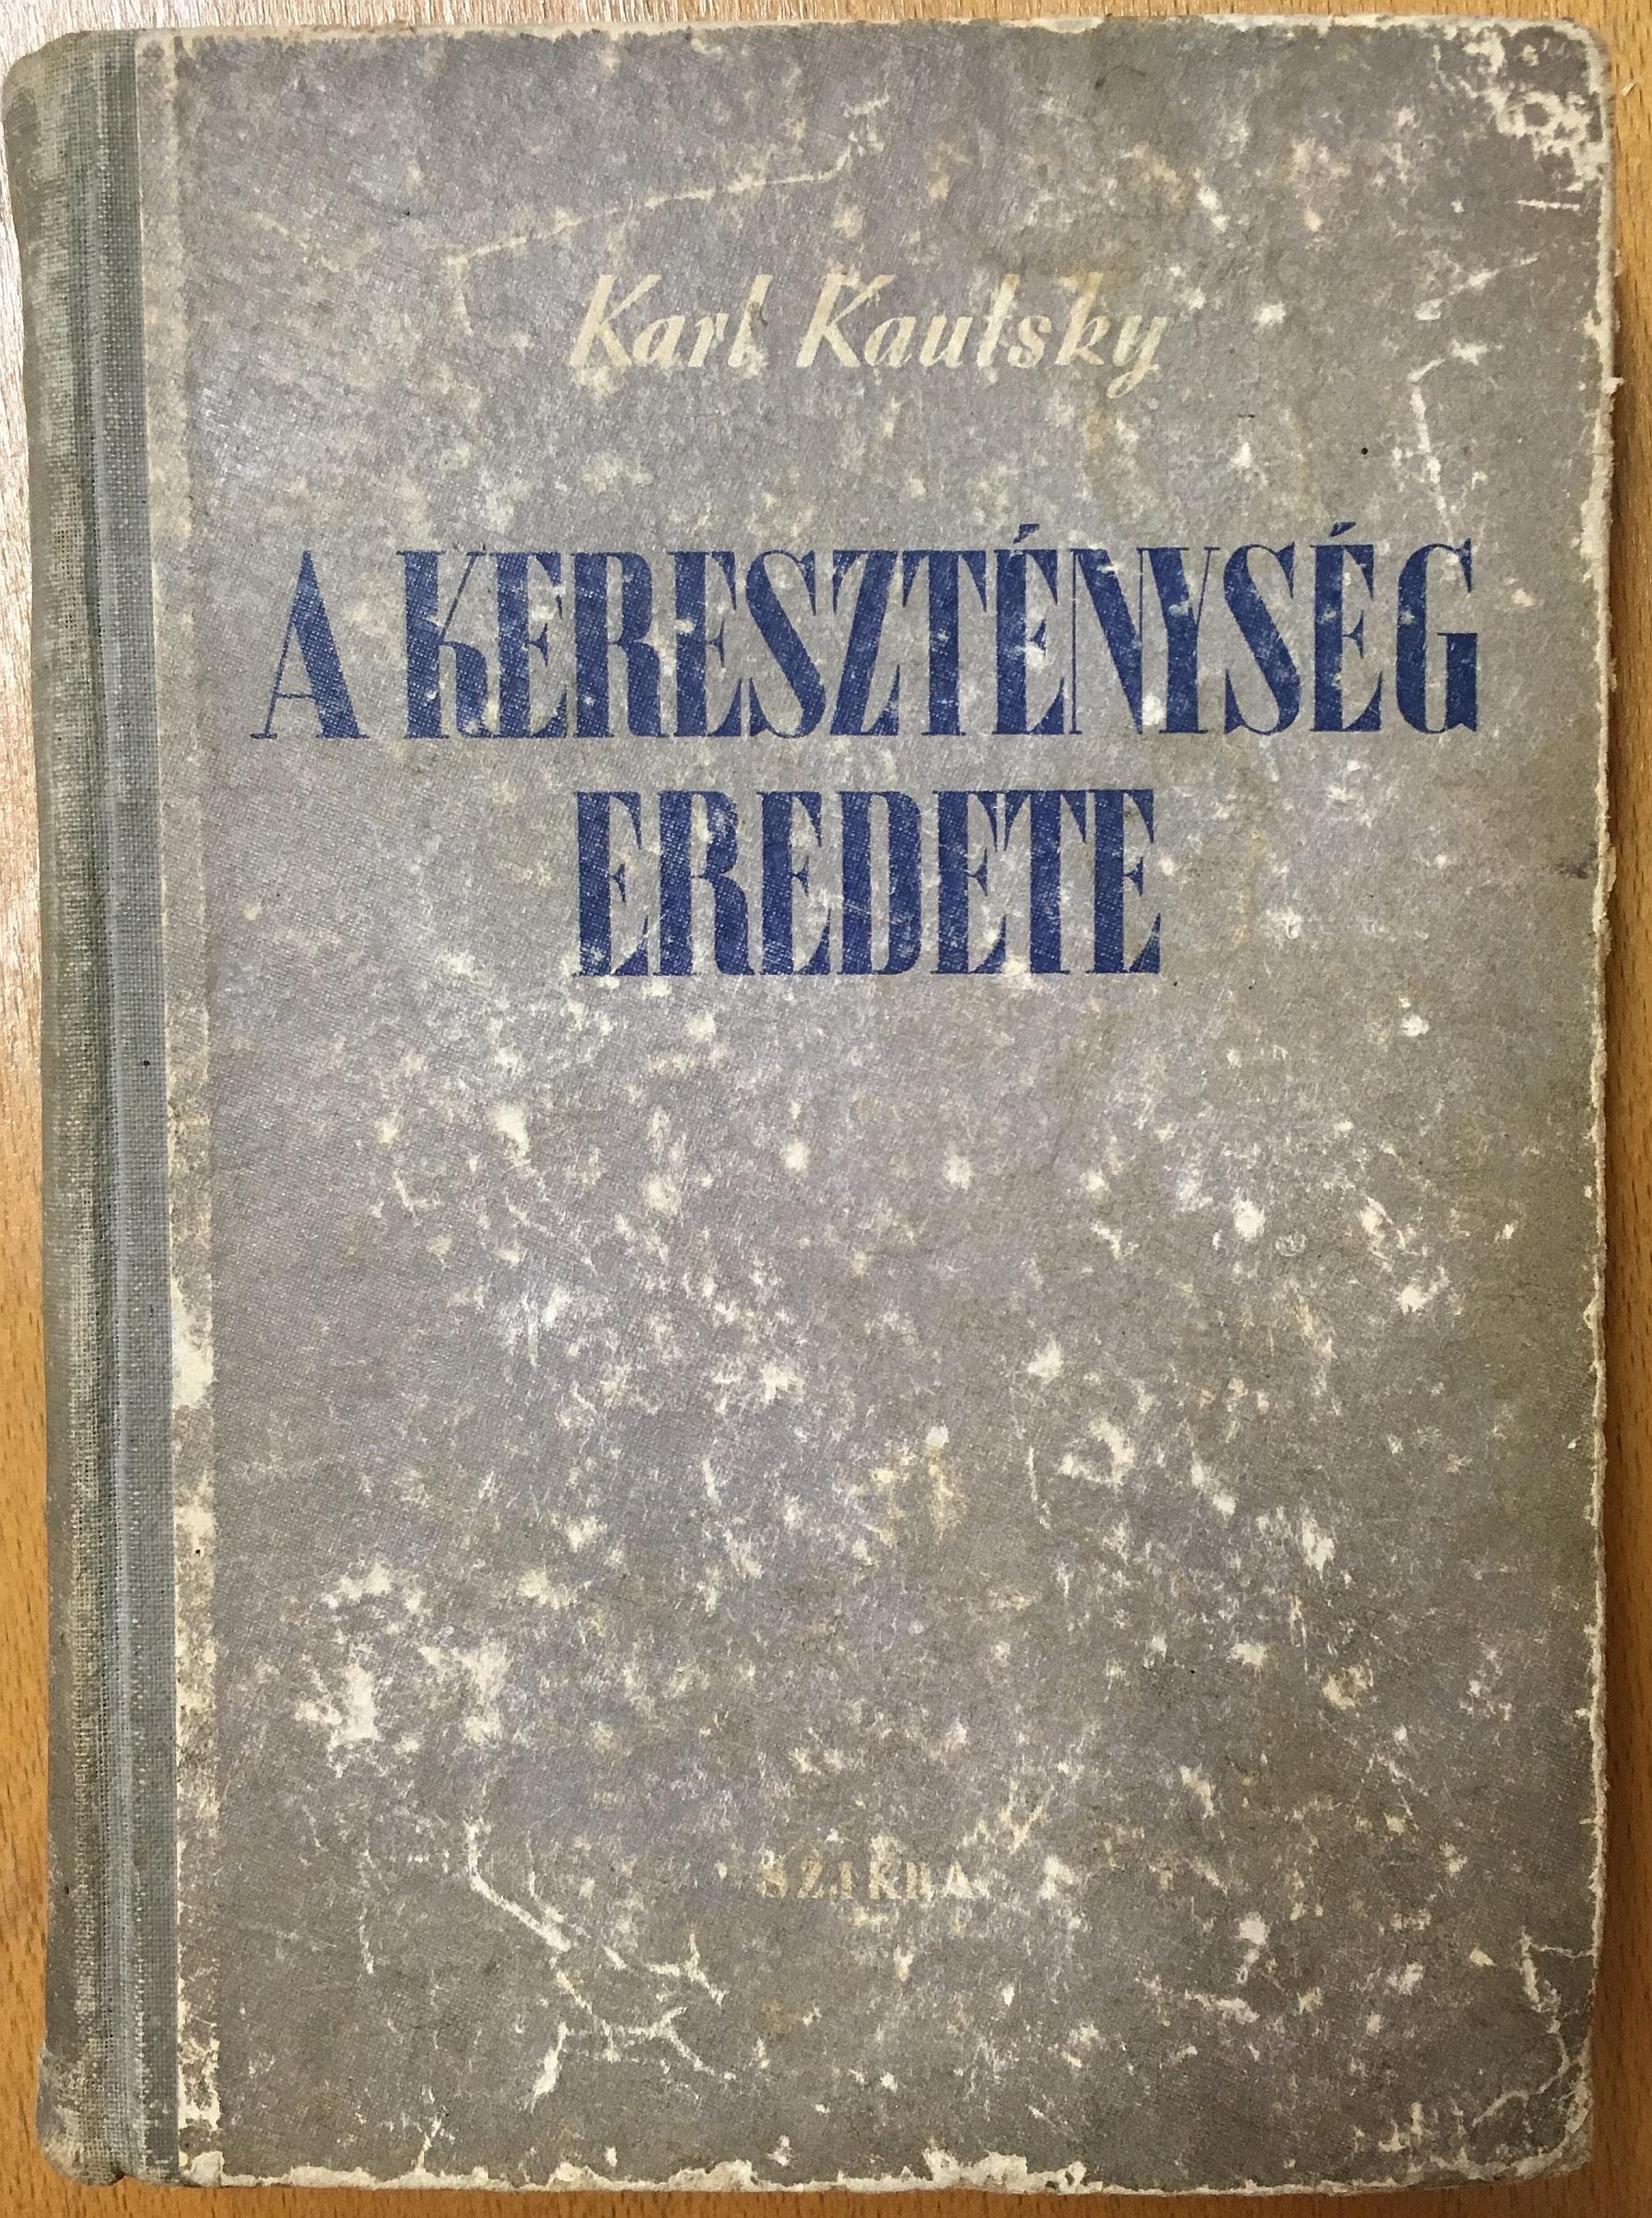 Karl Kautsky
A KERESZTÉNYSÉG
EREDETE
SZIKRA